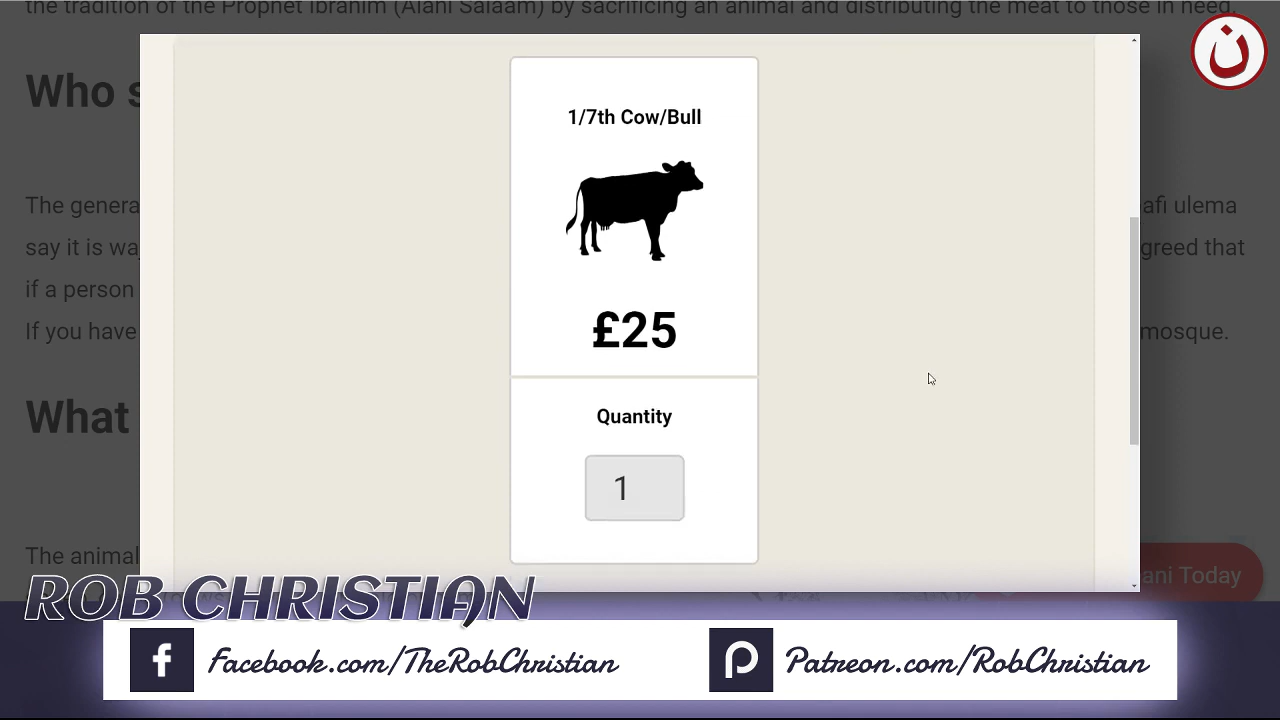 the tradition of the Prophet Ibrahim (Alahi Salaam) by sacrificing an animal and distributing the meat to those in need.
ن
Who s
1/7th Cow/Bull
The genera
afi ulema
say it is wa
greed that
if a person
£25
If you have
mosque.
What
Quantity
1
The animal
ani Today
ROB CHRISTIAN
f Facebook.com/TheRobChristian
Patreon.com/RobChristian